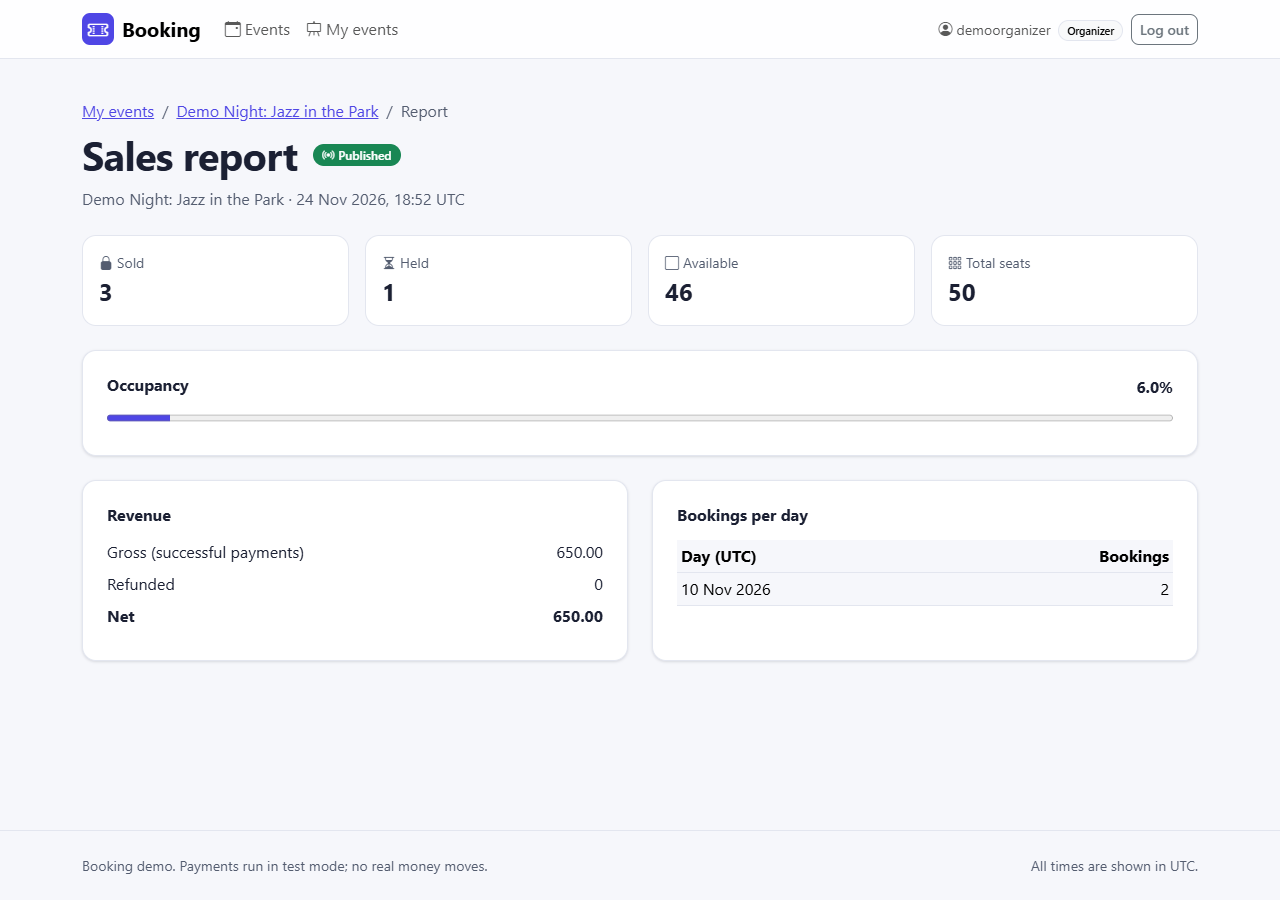 Booking Events My events demoorganizer Organizer Log out
My events / Demo Night: Jazz in the Park / Report
Sales report Published
Demo Night: Jazz in the Park · 24 Nov 2026, 18:52 UTC
Sold Held Available Total seats
3 1 46 50
Occupancy 6.0%
Revenue
Gross (successful payments) 650.00
Refunded 0
Net 650.00
Bookings per day
Day (UTC) Bookings
10 Nov 2026 2
Booking demo. Payments run in test mode; no real money moves. All times are shown in UTC.